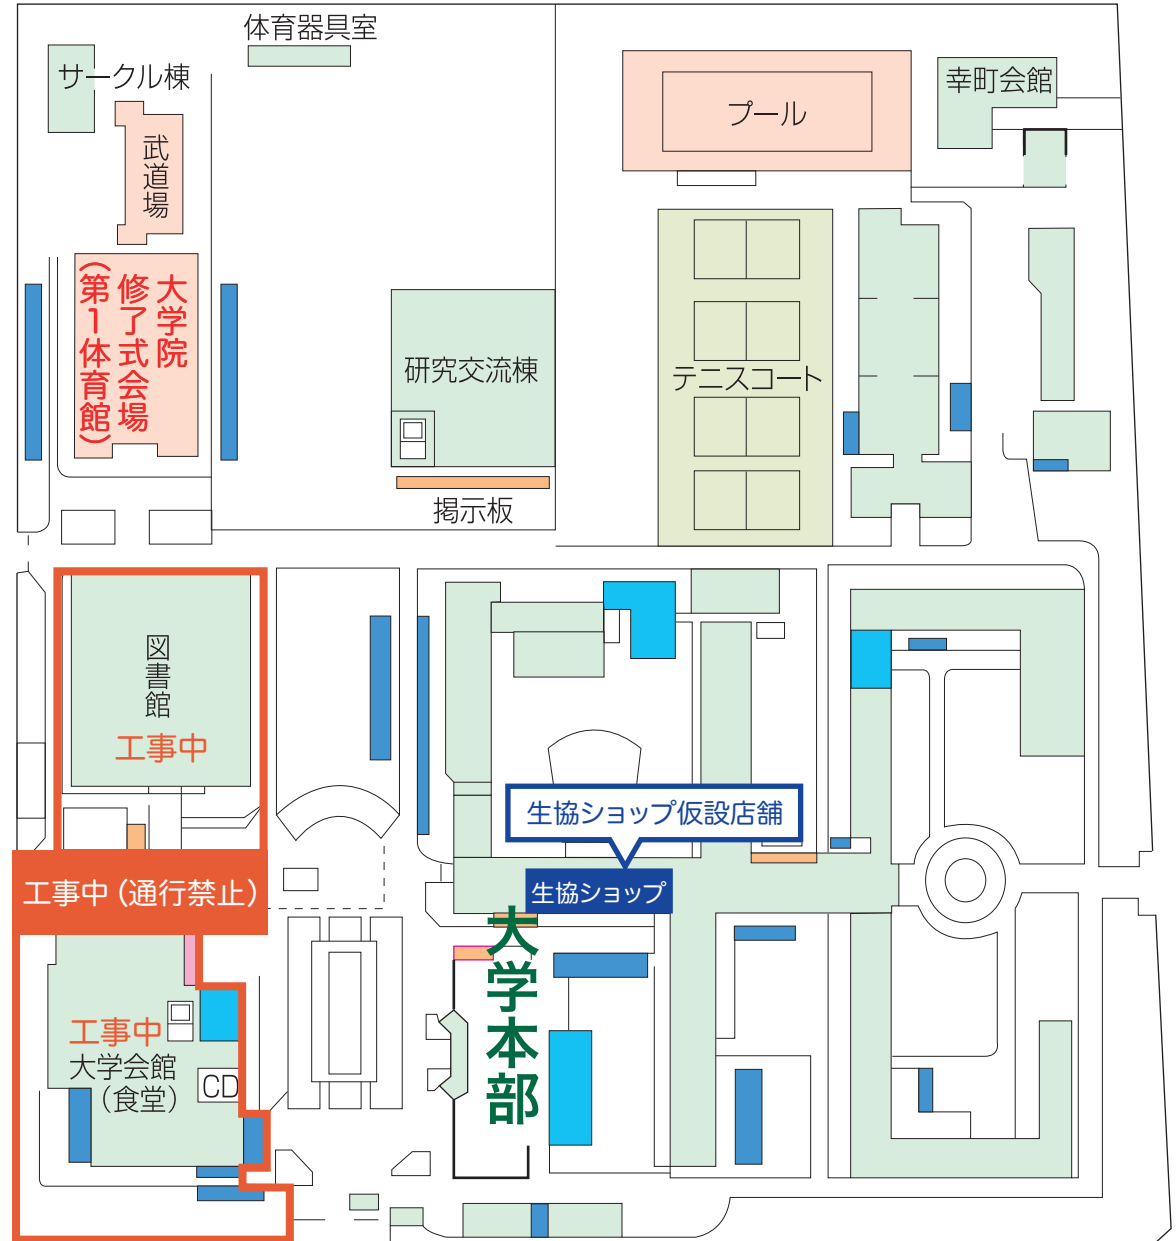 体育器具室
サークル棟
プール
幸町会館
武道場
大学院
修了式会場
(第1体育館)
研究交流棟
テニスコート
掲示板
図書館
工事中
生協ショップ仮設店舗
生協ショップ
工事中(通行禁止)
大学本部
工事中
大学会館
(食堂)
CD